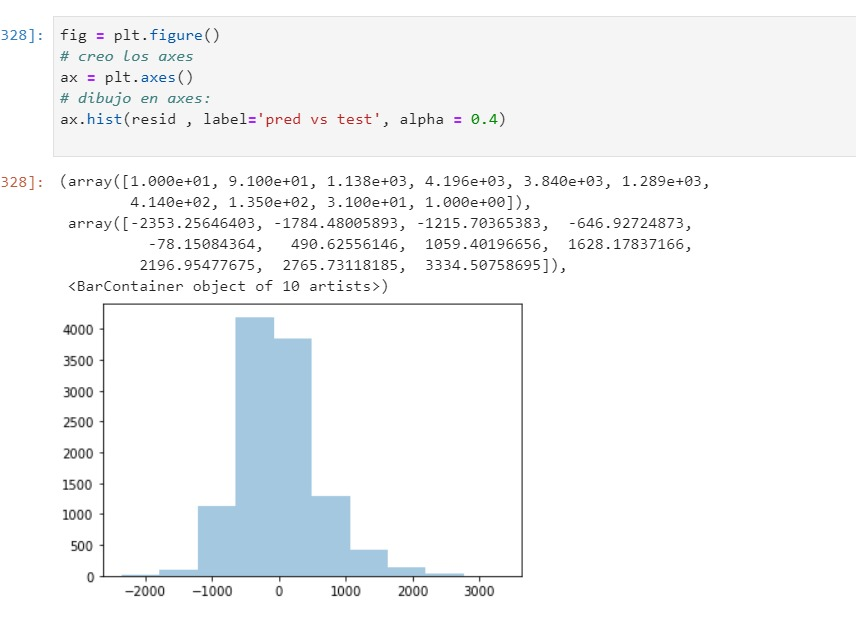 328]: fig = plt.figure()
# creo los axes
ax = plt.axes()
# dibujo en axes:
ax.hist(resid , label='pred vs test', alpha = 0.4)
328]: (array([1.000e+01, 9.100e+01, 1.138e+03, 4.196e+03, 3.840e+03, 1.289e+03,
4.140e+02, 1.350e+02, 3.100e+01, 1.000e+00]),
array([-2353.25646403, -1784.48005893, -1215.70365383, -646.92724873,
-78.15084364, 490.62556146, 1059.40196656, 1628.17837166,
2196.95477675, 2765.73118185, 3334.50758695]),
<BarContainer object of 10 artists>)
4000
3500
3000
2500
2000
1500
1000
500
0
−2000 −1000 0 1000 2000 3000